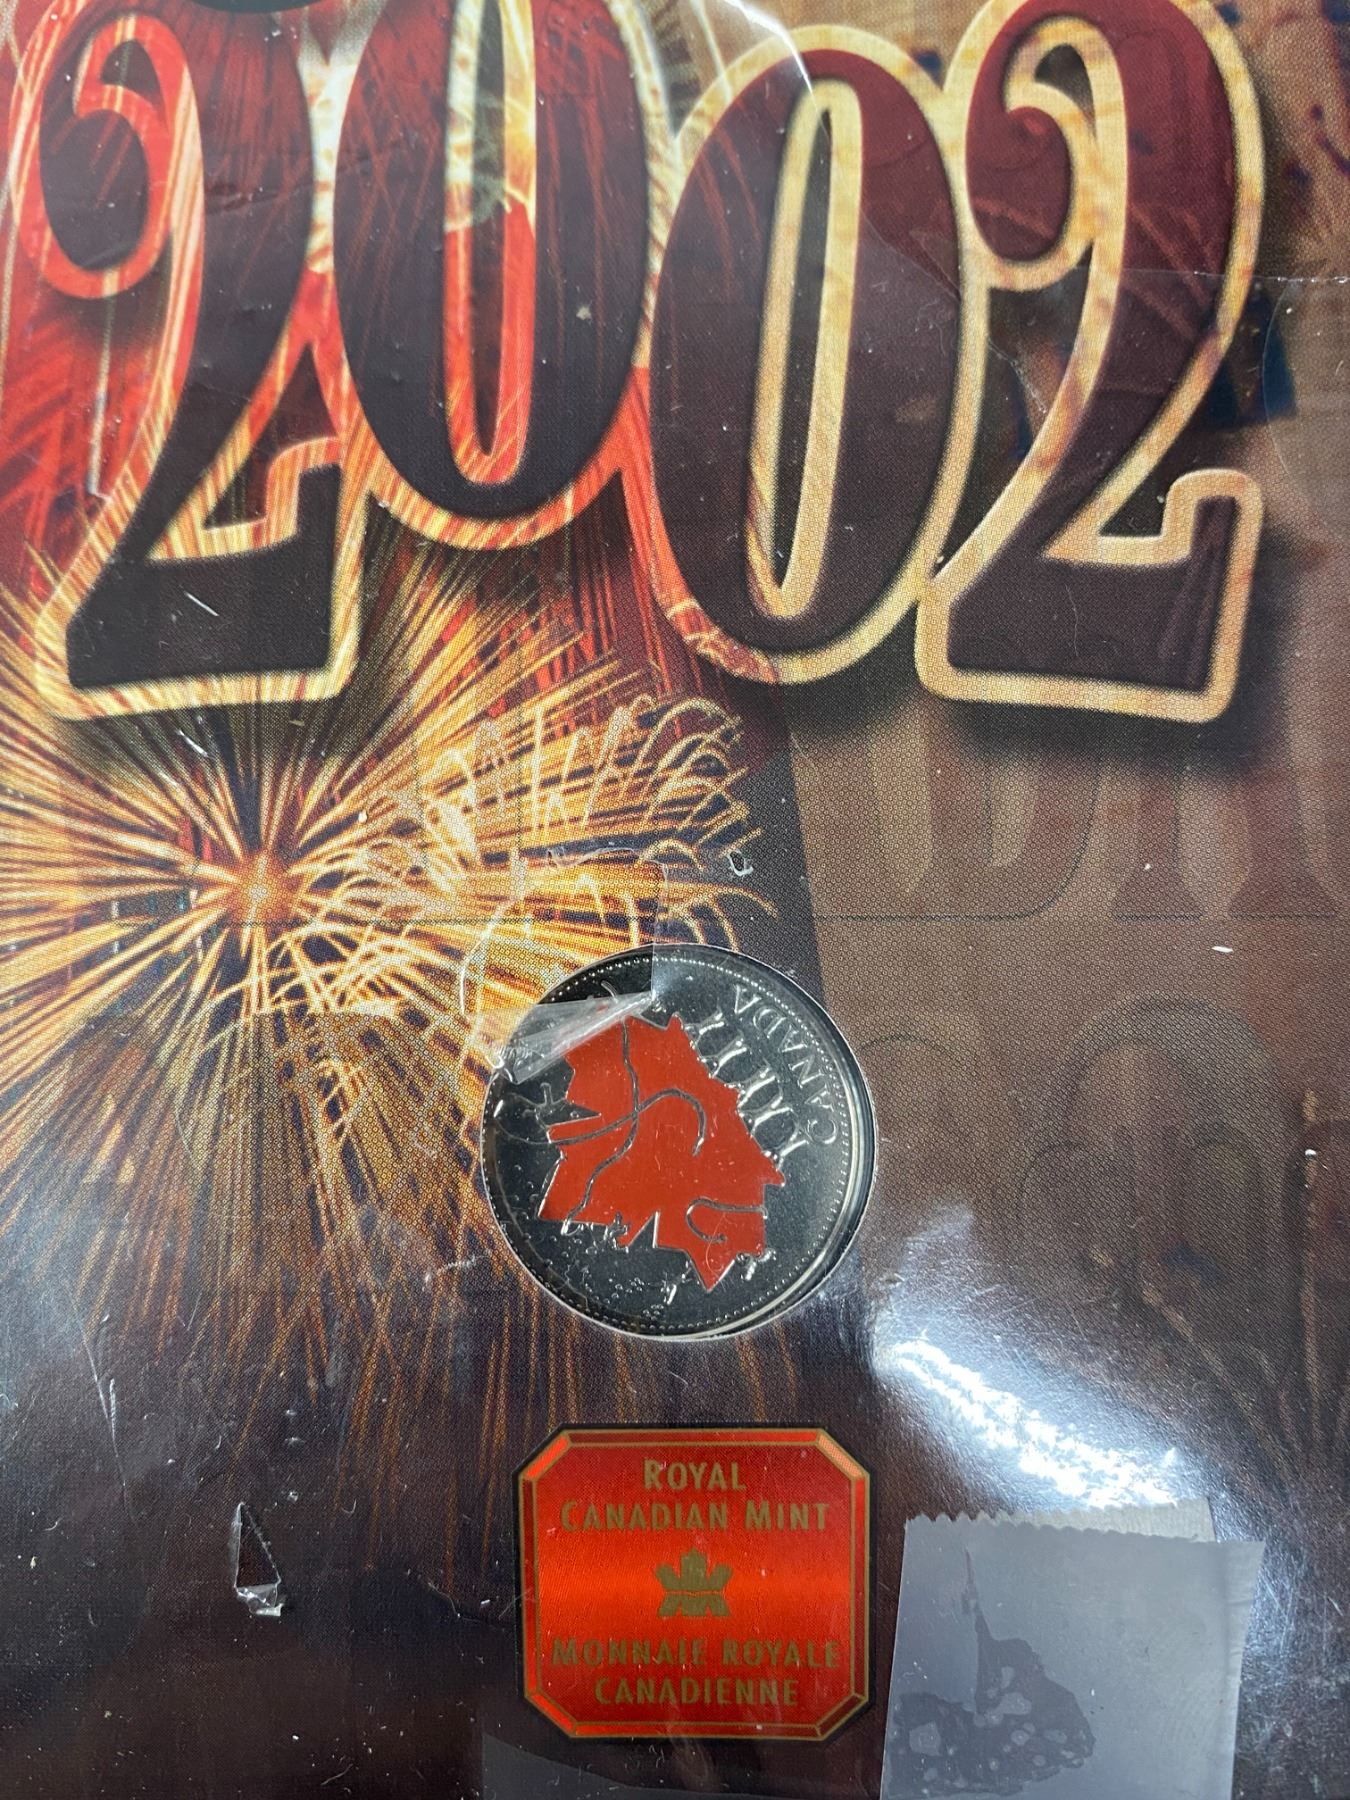 2002
CANADA
ROYAL
CANADIAN MINT
MONNAIE ROYALE
CANADIENNE